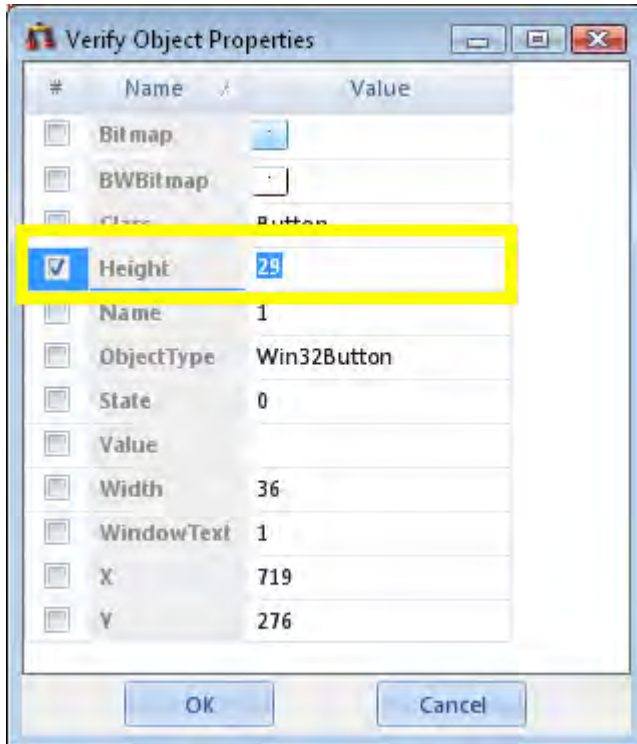 Verify Object Properties
# Name Value
Bitmap
BWBitmap
Class Button
Height 29
Name 1
ObjectType Win32Button
State 0
Value
Width 36
WindowText 1
X 719
Y 276
OK Cancel